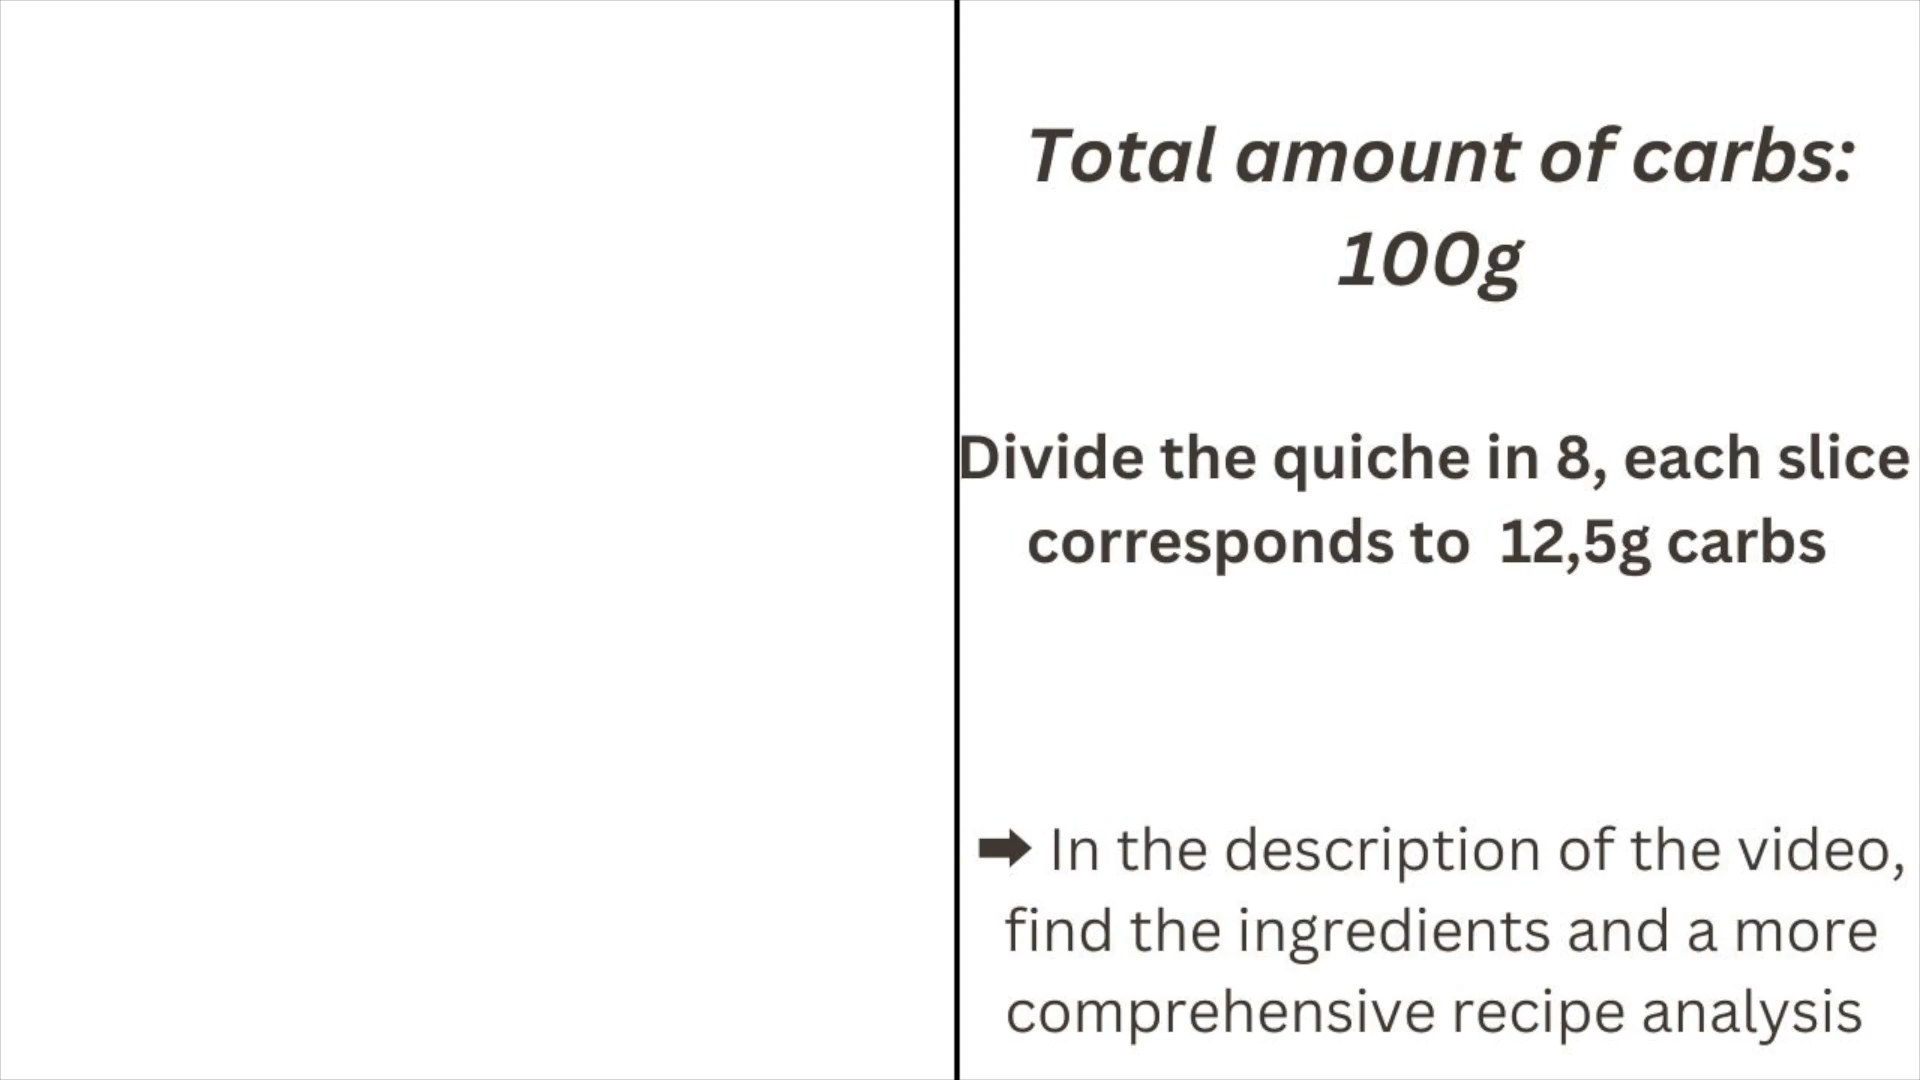 Total amount of carbs:
100g
Divide the quiche in 8, each slice
corresponds to  12,5g carbs
➡ In the description of the video,
find the ingredients and a more
comprehensive recipe analysis